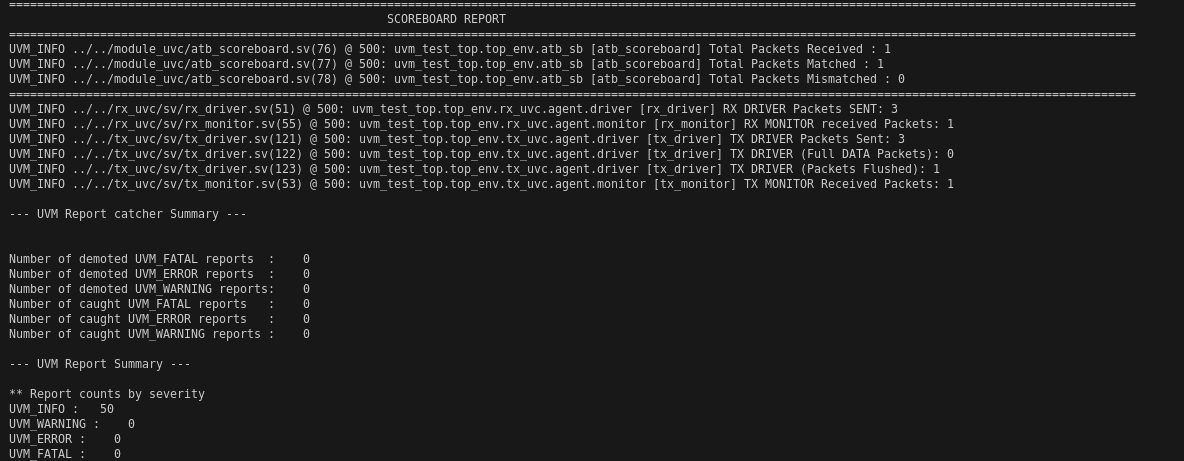 =================================================================================================================================================================
SCOREBOARD REPORT
=================================================================================================================================================================
UVM_INFO ../../module_uvc/atb_scoreboard.sv(76) @ 500: uvm_test_top.top_env.atb_sb [atb_scoreboard] Total Packets Received : 1
UVM_INFO ../../module_uvc/atb_scoreboard.sv(77) @ 500: uvm_test_top.top_env.atb_sb [atb_scoreboard] Total Packets Matched : 1
UVM_INFO ../../module_uvc/atb_scoreboard.sv(78) @ 500: uvm_test_top.top_env.atb_sb [atb_scoreboard] Total Packets Mismatched : 0
=================================================================================================================================================================
UVM_INFO ../../rx_uvc/sv/rx_driver.sv(51) @ 500: uvm_test_top.top_env.rx_uvc.agent.driver [rx_driver] RX DRIVER Packets SENT: 3
UVM_INFO ../../rx_uvc/sv/rx_monitor.sv(55) @ 500: uvm_test_top.top_env.rx_uvc.agent.monitor [rx_monitor] RX MONITOR received Packets: 1
UVM_INFO ../../tx_uvc/sv/tx_driver.sv(121) @ 500: uvm_test_top.top_env.tx_uvc.agent.driver [tx_driver] TX DRIVER Packets Sent: 3
UVM_INFO ../../tx_uvc/sv/tx_driver.sv(122) @ 500: uvm_test_top.top_env.tx_uvc.agent.driver [tx_driver] TX DRIVER (Full DATA Packets): 0
UVM_INFO ../../tx_uvc/sv/tx_driver.sv(123) @ 500: uvm_test_top.top_env.tx_uvc.agent.driver [tx_driver] TX DRIVER (Packets Flushed): 1
UVM_INFO ../../tx_uvc/sv/tx_monitor.sv(53) @ 500: uvm_test_top.top_env.tx_uvc.agent.monitor [tx_monitor] TX MONITOR Received Packets: 1
--- UVM Report catcher Summary ---
Number of demoted UVM_FATAL reports  :    0
Number of demoted UVM_ERROR reports  :    0
Number of demoted UVM_WARNING reports:    0
Number of caught UVM_FATAL reports   :    0
Number of caught UVM_ERROR reports   :    0
Number of caught UVM_WARNING reports :    0
--- UVM Report Summary ---
** Report counts by severity
UVM_INFO :   50
UVM_WARNING :    0
UVM_ERROR :    0
UVM_FATAL :    0